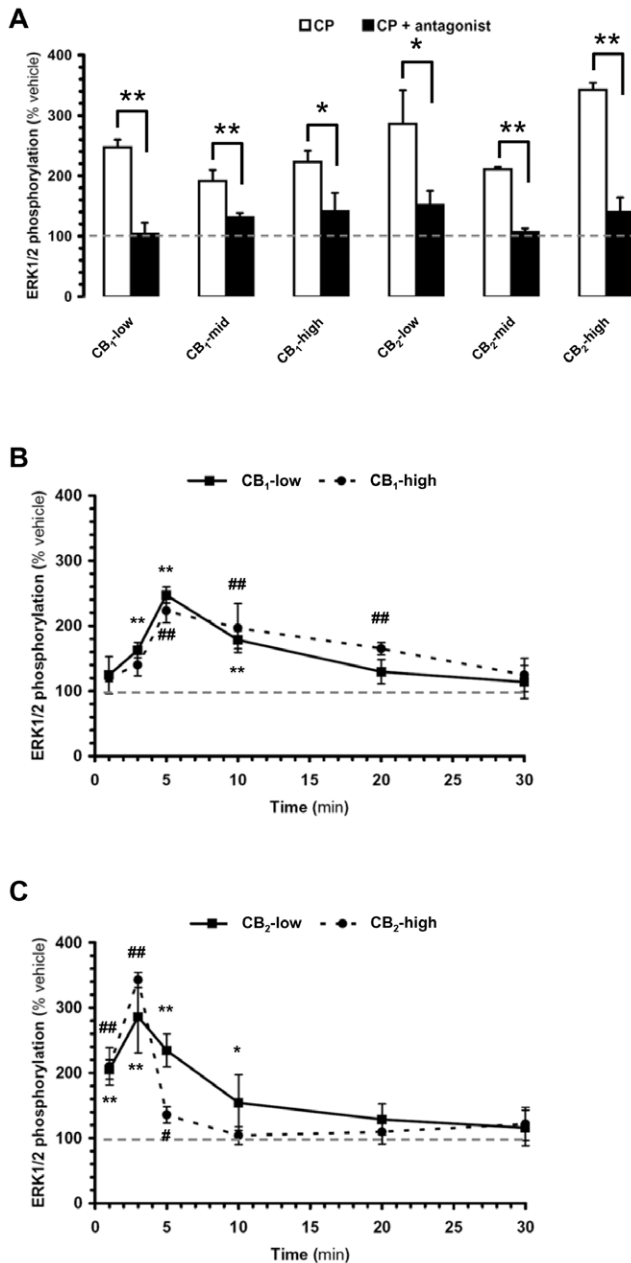 A
CP CP + antagonist
ERK1/2 phosphorylation (% vehicle)
400
300
200
100
0
** ** * * ** **
CB₁-low CB₁-mid CB₁-high CB₂-low CB₂-mid CB₂-high
B
CB₁-low CB₁-high
ERK1/2 phosphorylation (% vehicle)
400
300
200
100
0
** ** ## ## ** ##
0 5 10 15 20 25 30
Time (min)
C
CB₂-low CB₂-high
ERK1/2 phosphorylation (% vehicle)
400
300
200
100
0
## ** ## ** ** # *
0 5 10 15 20 25 30
Time (min)